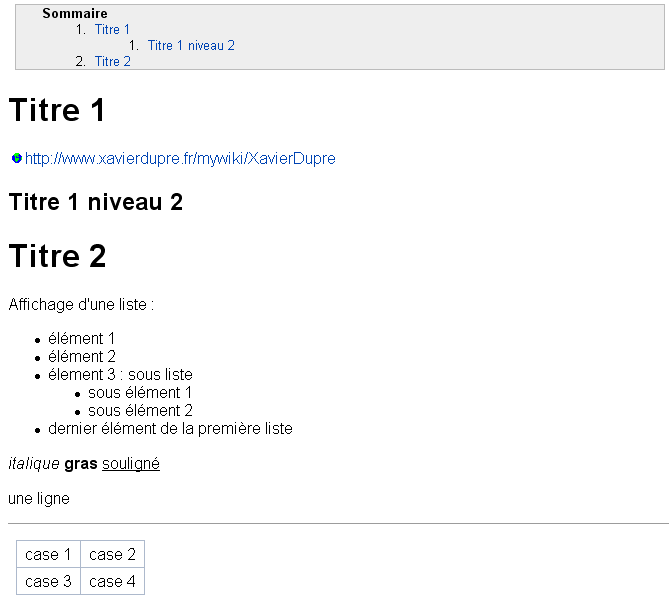 Sommaire
1. Titre 1
1. Titre 1 niveau 2
2. Titre 2
Titre 1
http://www.xavierdupre.fr/mywiki/XavierDupre
Titre 1 niveau 2
Titre 2
Affichage d'une liste :
élément 1
élément 2
élement 3 : sous liste
sous élément 1
sous élément 2
dernier élément de la première liste
italique gras souligné
une ligne
case 1 case 2
case 3 case 4